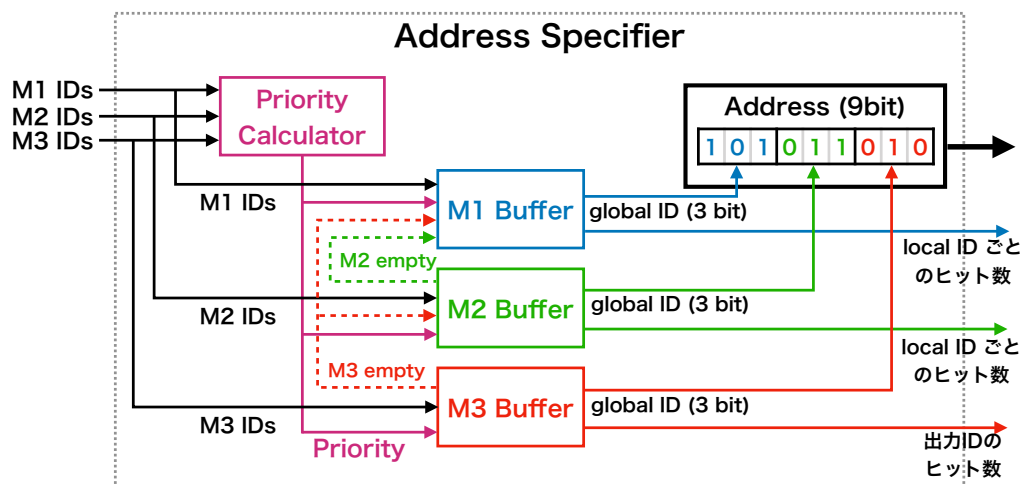 Address Specifier
M1 IDs
M2 IDs
M3 IDs
Priority
Calculator
Address (9bit)
1 0 1 0 1 1 0 1 0
M1 IDs
M1 Buffer
global ID (3 bit)
local ID ごと
のヒット数
M2 empty
M2 IDs
M2 Buffer
global ID (3 bit)
local ID ごと
のヒット数
M3 empty
M3 IDs
M3 Buffer
global ID (3 bit)
Priority
出力IDの
ヒット数